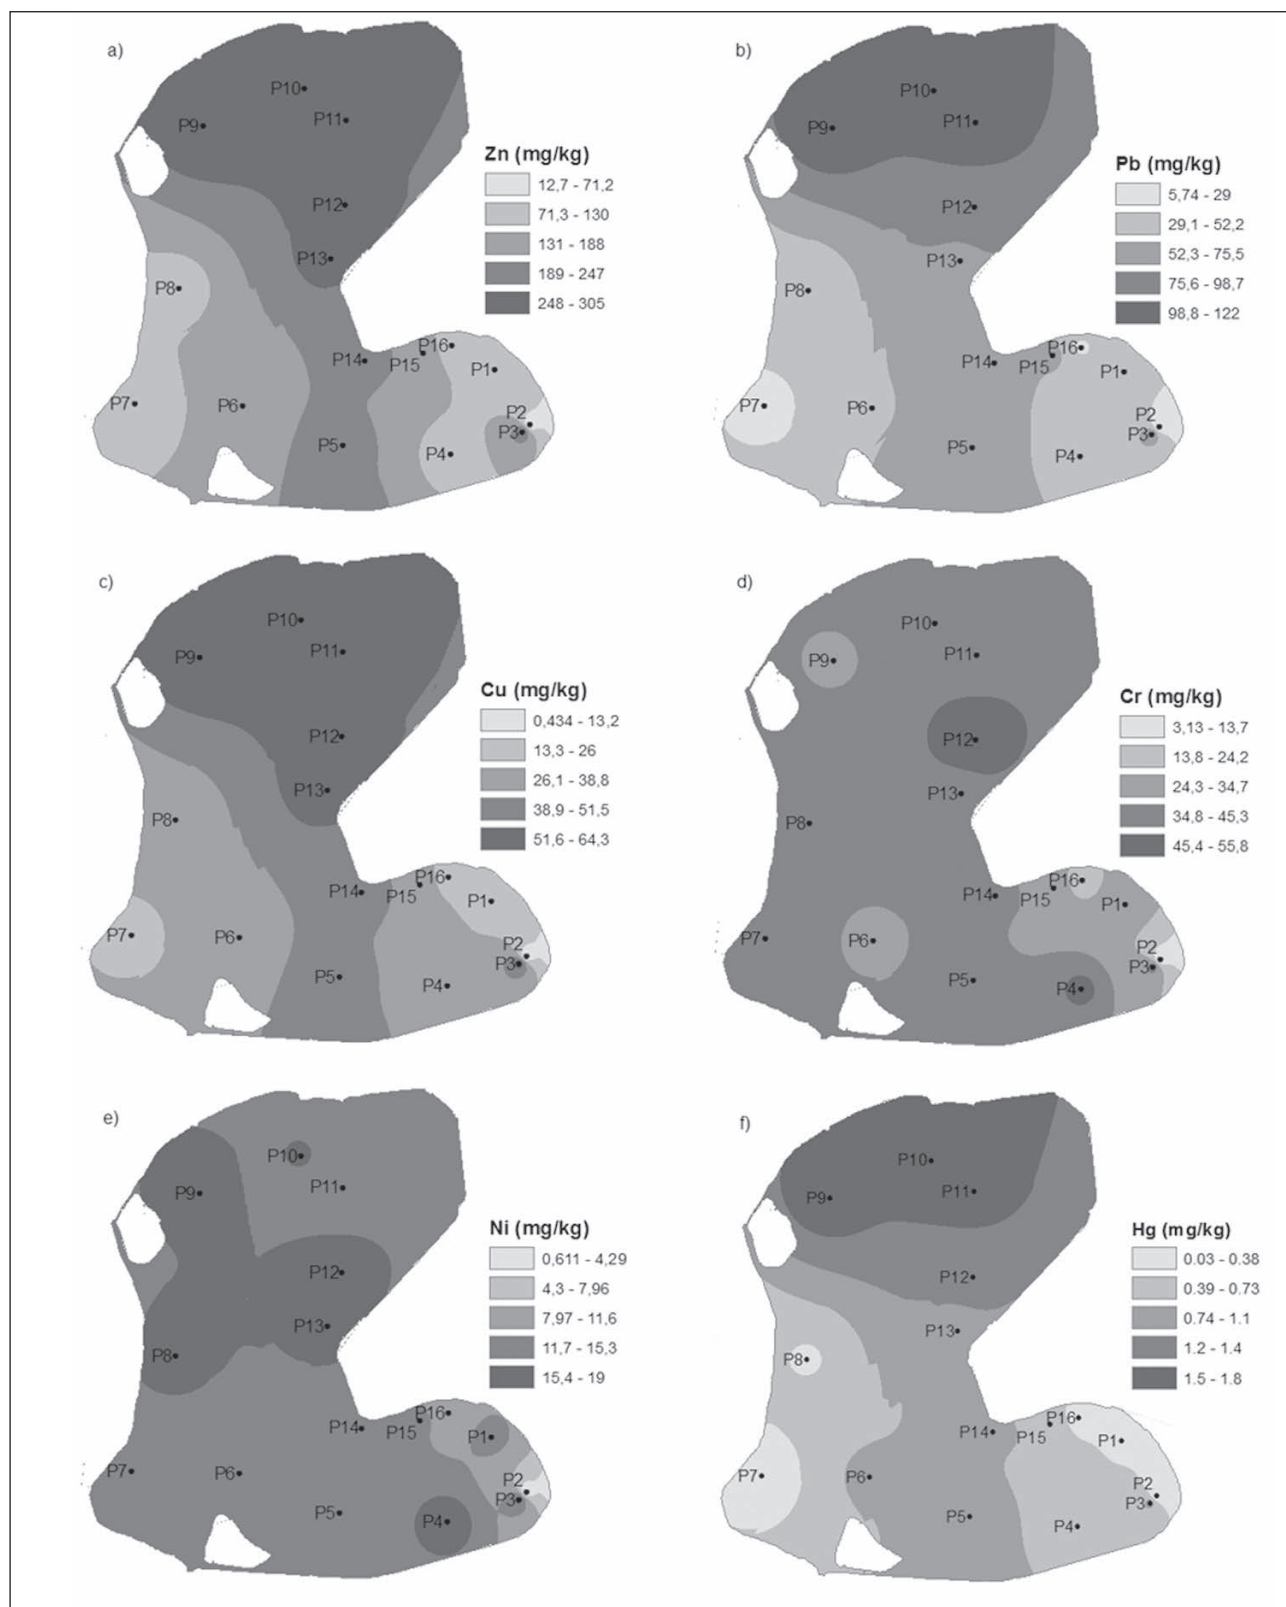 a)
P10
P11
P9
P12
P13
P8
P14
P15
P16
P1
P7
P6
P2
P3
P5
P4
Zn (mg/kg)
12,7 - 71,2
71,3 - 130
131 - 188
189 - 247
248 - 305
b)
P10
P11
P9
P12
P13
P8
P14
P15
P16
P1
P7
P6
P2
P3
P5
P4
Pb (mg/kg)
5,74 - 29
29,1 - 52,2
52,3 - 75,5
75,6 - 98,7
98,8 - 122
c)
P10
P11
P9
P12
P13
P8
P14
P15
P16
P1
P7
P6
P2
P3
P5
P4
Cu (mg/kg)
0,434 - 13,2
13,3 - 26
26,1 - 38,8
38,9 - 51,5
51,6 - 64,3
d)
P10
P11
P9
P12
P13
P8
P14
P15
P16
P1
P7
P6
P2
P3
P5
P4
Cr (mg/kg)
3,13 - 13,7
13,8 - 24,2
24,3 - 34,7
34,8 - 45,3
45,4 - 55,8
e)
P10
P11
P9
P12
P13
P8
P14
P15
P16
P1
P7
P6
P2
P3
P5
P4
Ni (mg/kg)
0,611 - 4,29
4,3 - 7,96
7,97 - 11,6
11,7 - 15,3
15,4 - 19
f)
P10
P11
P9
P12
P13
P8
P14
P15
P16
P1
P7
P6
P2
P3
P5
P4
Hg (mg/kg)
0.03 - 0.38
0.39 - 0.73
0.74 - 1.1
1.2 - 1.4
1.5 - 1.8